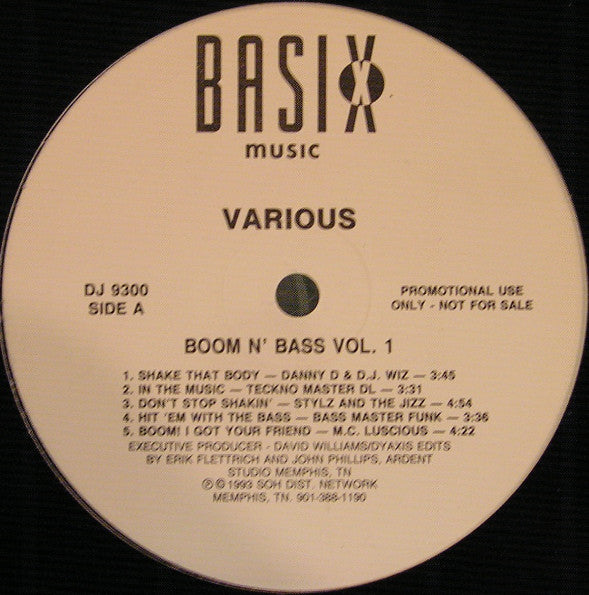 BASIX
X
music
VARIOUS
DJ 9300
SIDE A
PROMOTIONAL USE
ONLY - NOT FOR SALE
BOOM N' BASS VOL. 1
1. SHAKE THAT BODY — DANNY D & D.J. WIZ — 3:45
2. IN THE MUSIC — TECKNO MASTER DL — 3:31
3. DON'T STOP SHAKIN' — STYLZ AND THE JIZZ — 4:54
4. HIT 'EM WITH THE BASS — BASS MASTER FUNK — 3:36
5. BOOM! I GOT YOUR FRIEND — M.C. LUSCIOUS — 4:22
EXECUTIVE PRODUCER - DAVID WILLIAMS/DYAXIS EDITS
BY ERIK FLETTRICH AND JOHN PHILLIPS, ARDENT
STUDIO MEMPHIS, TN
℗ © 1993 SOH DIST. NETWORK
MEMPHIS, TN. 901-388-1190